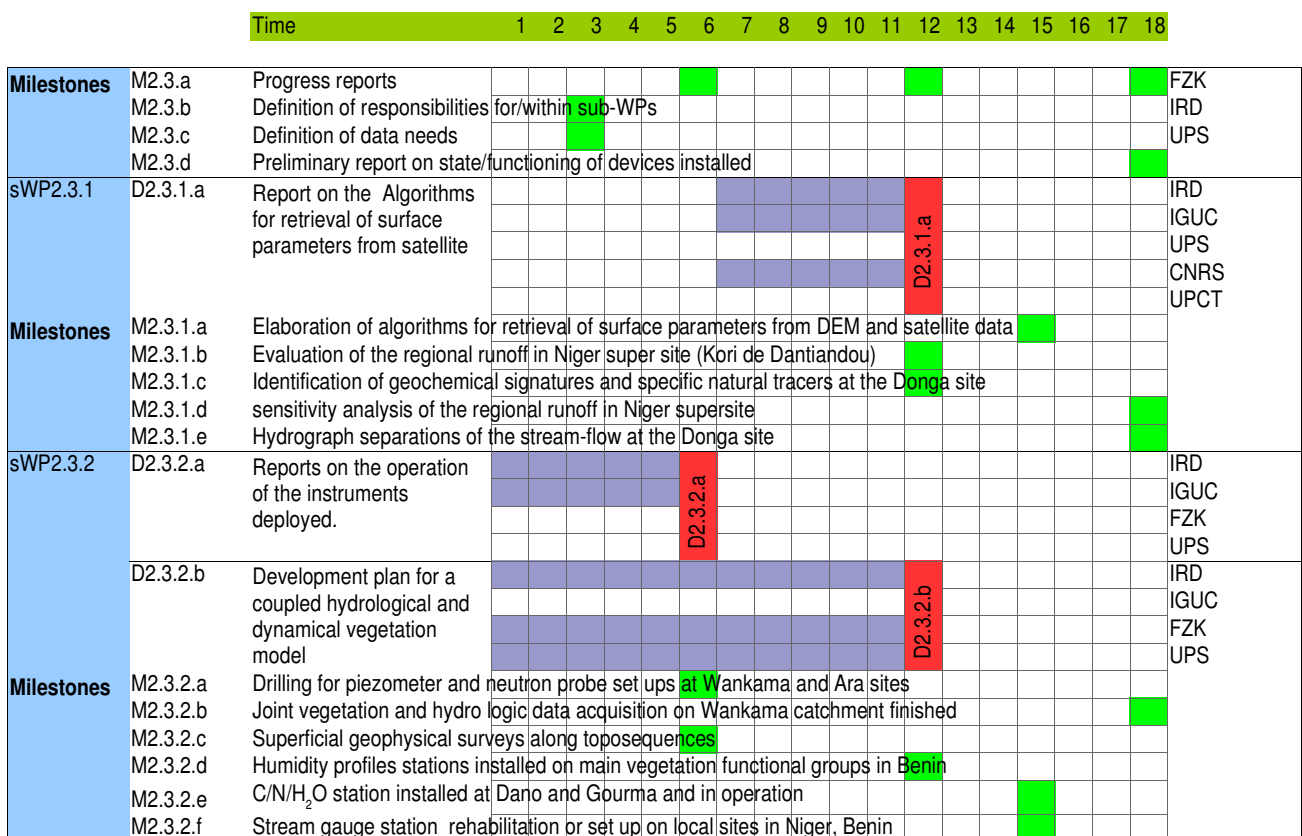 Time 1 2 3 4 5 6 7 8 9 10 11 12 13 14 15 16 17 18
Milestones M2.3.a Progress reports FZK
M2.3.b Definition of responsibilities for/within sub-WPs IRD
M2.3.c Definition of data needs UPS
M2.3.d Preliminary report on state/functioning of devices installed
sWP2.3.1 D2.3.1.a Report on the Algorithms IRD
for retrieval of surface IGUC
parameters from satellite UPS
D2.3.1.a
CNRS
UPCT
Milestones M2.3.1.a Elaboration of algorithms for retrieval of surface parameters from DEM and satellite data
M2.3.1.b Evaluation of the regional runoff in Niger super site (Kori de Dantiandou)
M2.3.1.c Identification of geochemical signatures and specific natural tracers at the Donga site
M2.3.1.d sensitivity analysis of the regional runoff in Niger supersite
M2.3.1.e Hydrograph separations of the stream-flow at the Donga site
sWP2.3.2 D2.3.2.a Reports on the operation IRD
of the instruments IGUC
deployed. FZK
D2.3.2.a
UPS
D2.3.2.b Development plan for a IRD
coupled hydrological and IGUC
dynamical vegetation FZK
model UPS
D2.3.2.b
Milestones M2.3.2.a Drilling for piezometer and neutron probe set ups at Wankama and Ara sites
M2.3.2.b Joint vegetation and hydro logic data acquisition on Wankama catchment finished
M2.3.2.c Superficial geophysical surveys along toposequences
M2.3.2.d Humidity profiles stations installed on main vegetation functional groups in Benin
M2.3.2.e C/N/H₂O station installed at Dano and Gourma and in operation
M2.3.2.f Stream gauge station rehabilitation or set up on local sites in Niger, Benin